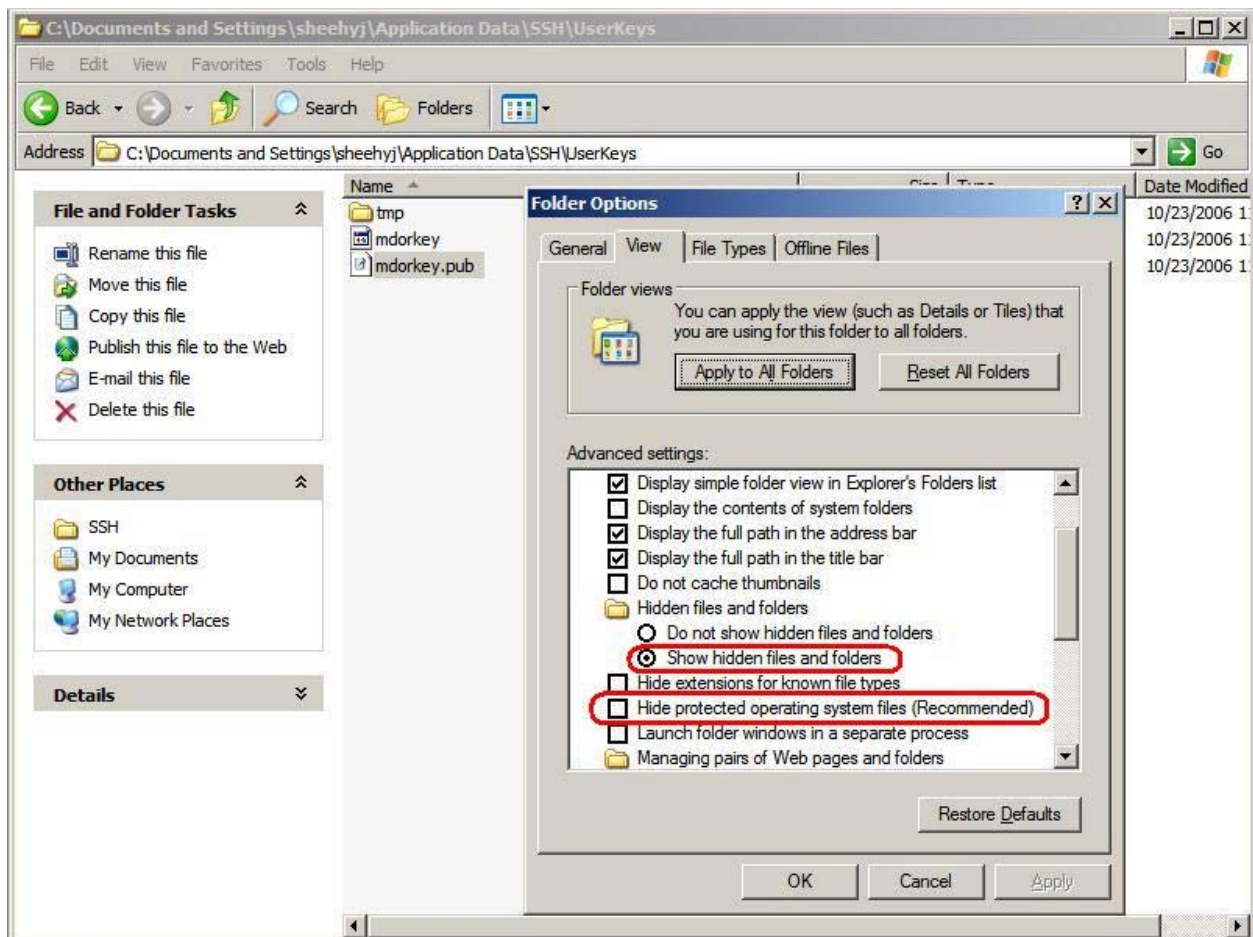 C:\Documents and Settings\sheehyj\Application Data\SSH\UserKeys
File Edit View Favorites Tools Help
Back Search Folders
Address C:\Documents and Settings\sheehyj\Application Data\SSH\UserKeys Go
File and Folder Tasks
Rename this file
Move this file
Copy this file
Publish this file to the Web
E-mail this file
Delete this file
Other Places
SSH
My Documents
My Computer
My Network Places
Details
Name Size Type Date Modified
tmp 10/23/2006 1
mdorkey 10/23/2006 1
mdorkey.pub 10/23/2006 1
Folder Options
General View File Types Offline Files
Folder views
You can apply the view (such as Details or Tiles) that
you are using for this folder to all folders.
Apply to All Folders Reset All Folders
Advanced settings:
Display simple folder view in Explorer's Folders list
Display the contents of system folders
Display the full path in the address bar
Display the full path in the title bar
Do not cache thumbnails
Hidden files and folders
Do not show hidden files and folders
Show hidden files and folders
Hide extensions for known file types
Hide protected operating system files (Recommended)
Launch folder windows in a separate process
Managing pairs of Web pages and folders
Restore Defaults
OK Cancel Apply